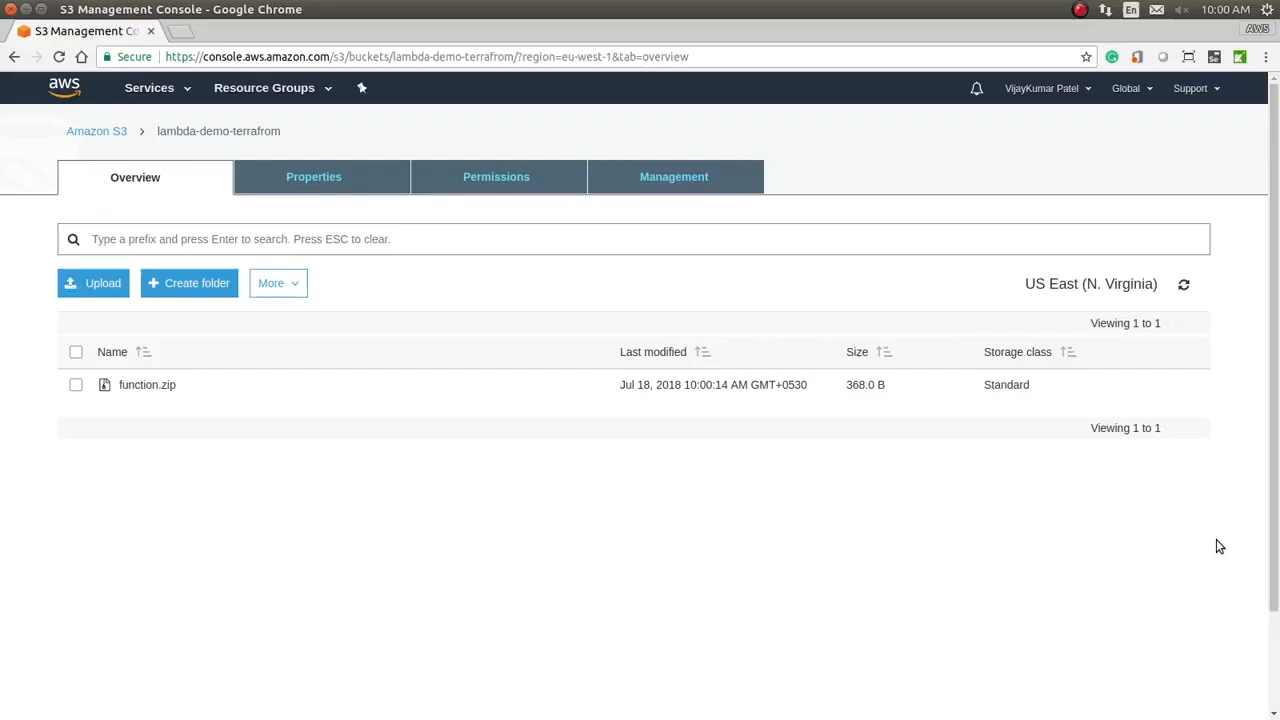 S3 Management Console - Google Chrome
En
10:00 AM
S3 Management Co
AWS
Secure
https://console.aws.amazon.com/s3/buckets/lambda-demo-terrafrom/?region=eu-west-1&tab=overview
Se
aws
Services
Resource Groups
VijayKumar Patel
Global
Support
Amazon S3
lambda-demo-terrafrom
Overview
Properties
Permissions
Management
Type a prefix and press Enter to search. Press ESC to clear.
Upload
Create folder
More
US East (N. Virginia)
Viewing 1 to 1
Name
Last modified
Size
Storage class
function.zip
Jul 18, 2018 10:00:14 AM GMT+0530
368.0 B
Standard
Viewing 1 to 1